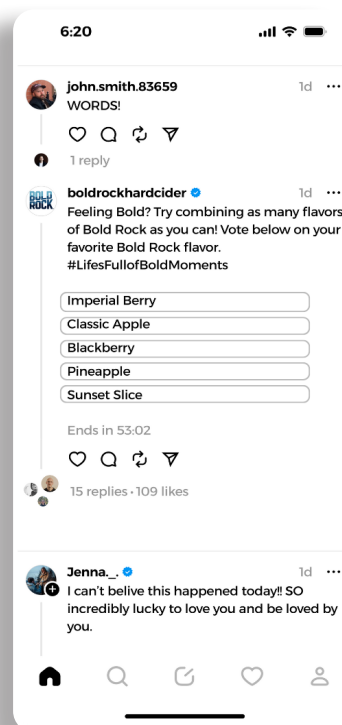 6:20
john.smith.83659 1d
WORDS!
1 reply
BOLD
ROCK
boldrockhardcider 1d
Feeling Bold? Try combining as many flavors
of Bold Rock as you can! Vote below on your
favorite Bold Rock flavor.
#LifesFullofBoldMoments
Imperial Berry
Classic Apple
Blackberry
Pineapple
Sunset Slice
Ends in 53:02
15 replies · 109 likes
Jenna._. 1d
I can't belive this happened today!! SO
incredibly lucky to love you and be loved by
you.